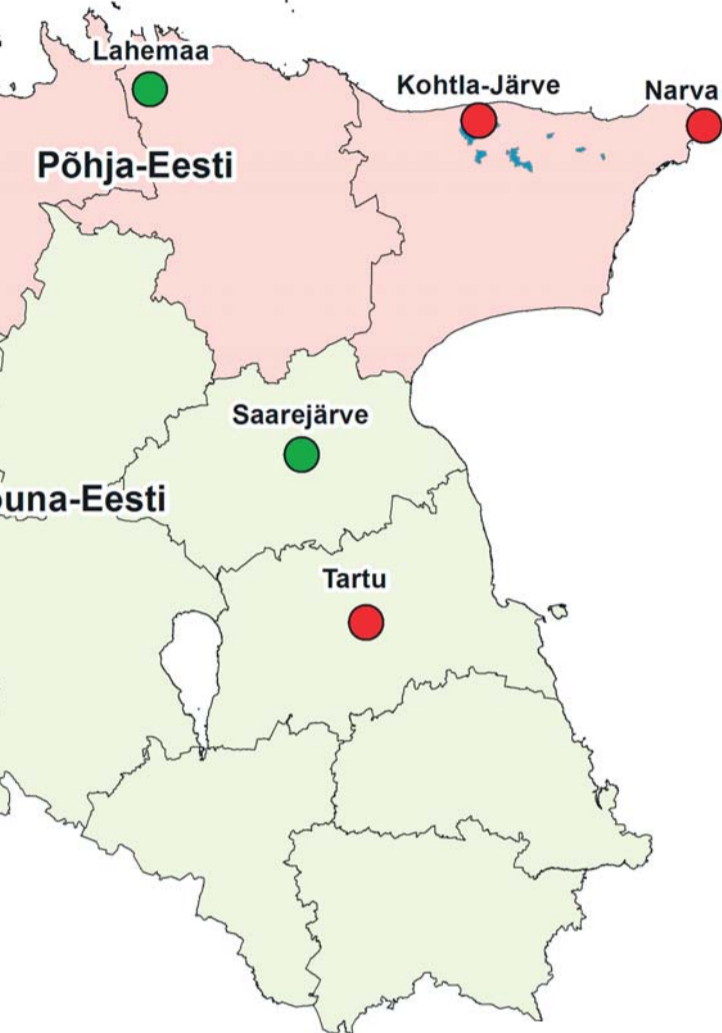 Lahemaa
Kohtla-Järve
Narva
Põhja-Eesti
Saarejärve
una-Eesti
Tartu